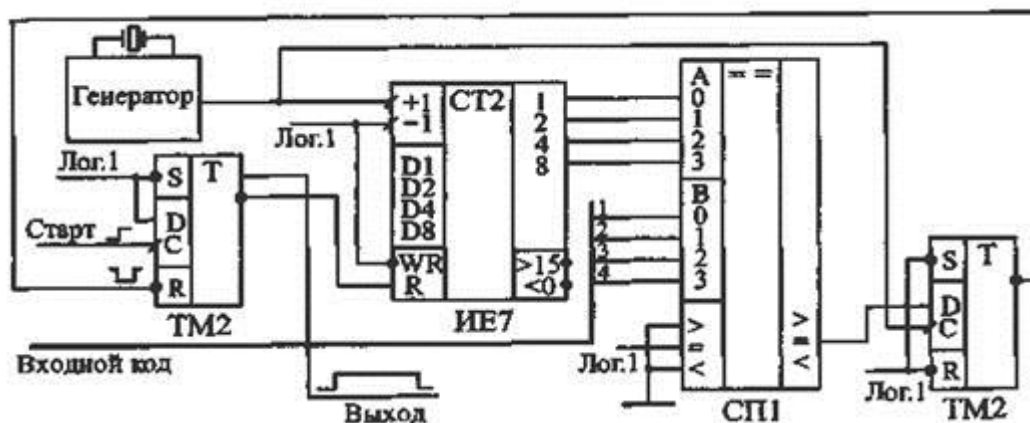 Генератор
Лог.1
S T
D
C
R
ТМ2
Старт
Входной код
Выход
Лог.1
+1 СТ2 1
-1 2
4
8
D1
D2
D4
D8
WR >15
R <0
ИЕ7
1
2
3
4
A = =
0
1
2
3
B
0
1
2
3
> >
= =
< <
Лог.1
СП1
S T
D
C
R
Лог.1
ТМ2